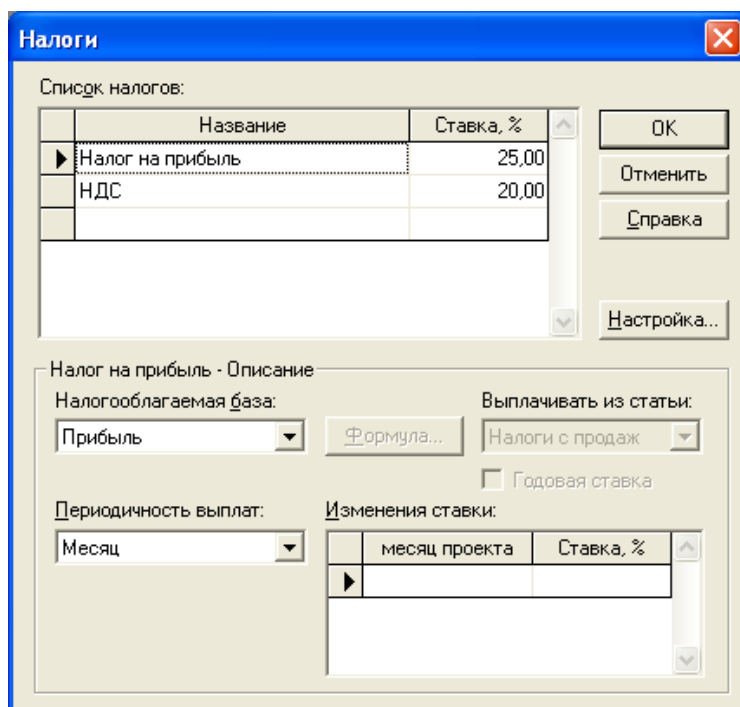 Налоги
Список налогов:
Название Ставка, %
Налог на прибыль 25,00
НДС 20,00
OK
Отменить
Справка
Настройка...
Налог на прибыль - Описание
Налогооблагаемая база: Выплачивать из статьи:
Прибыль Формула... Налоги с продаж
Годовая ставка
Периодичность выплат: Изменения ставки:
Месяц месяц проекта Ставка, %